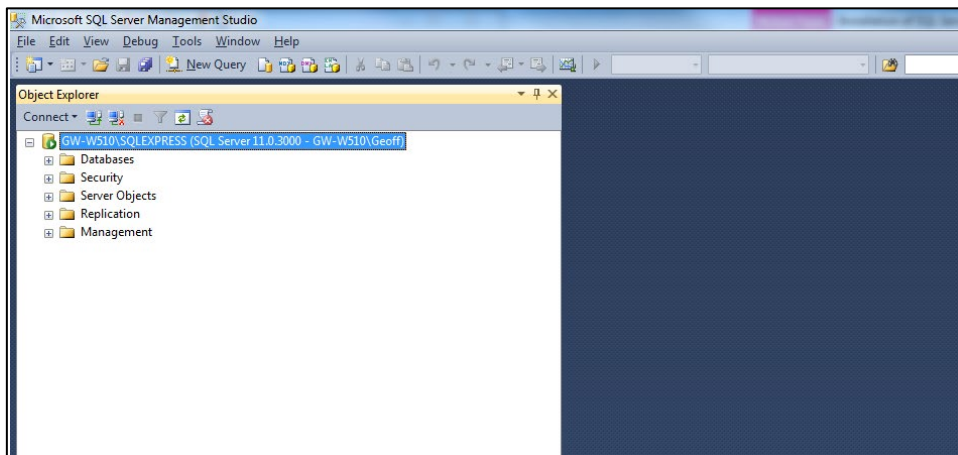 Microsoft SQL Server Management Studio
File Edit View Debug Tools Window Help
New Query
Object Explorer
Connect
GW-W510\SQLEXPRESS (SQL Server 11.0.3000 - GW-W510\Geoff)
Databases
Security
Server Objects
Replication
Management